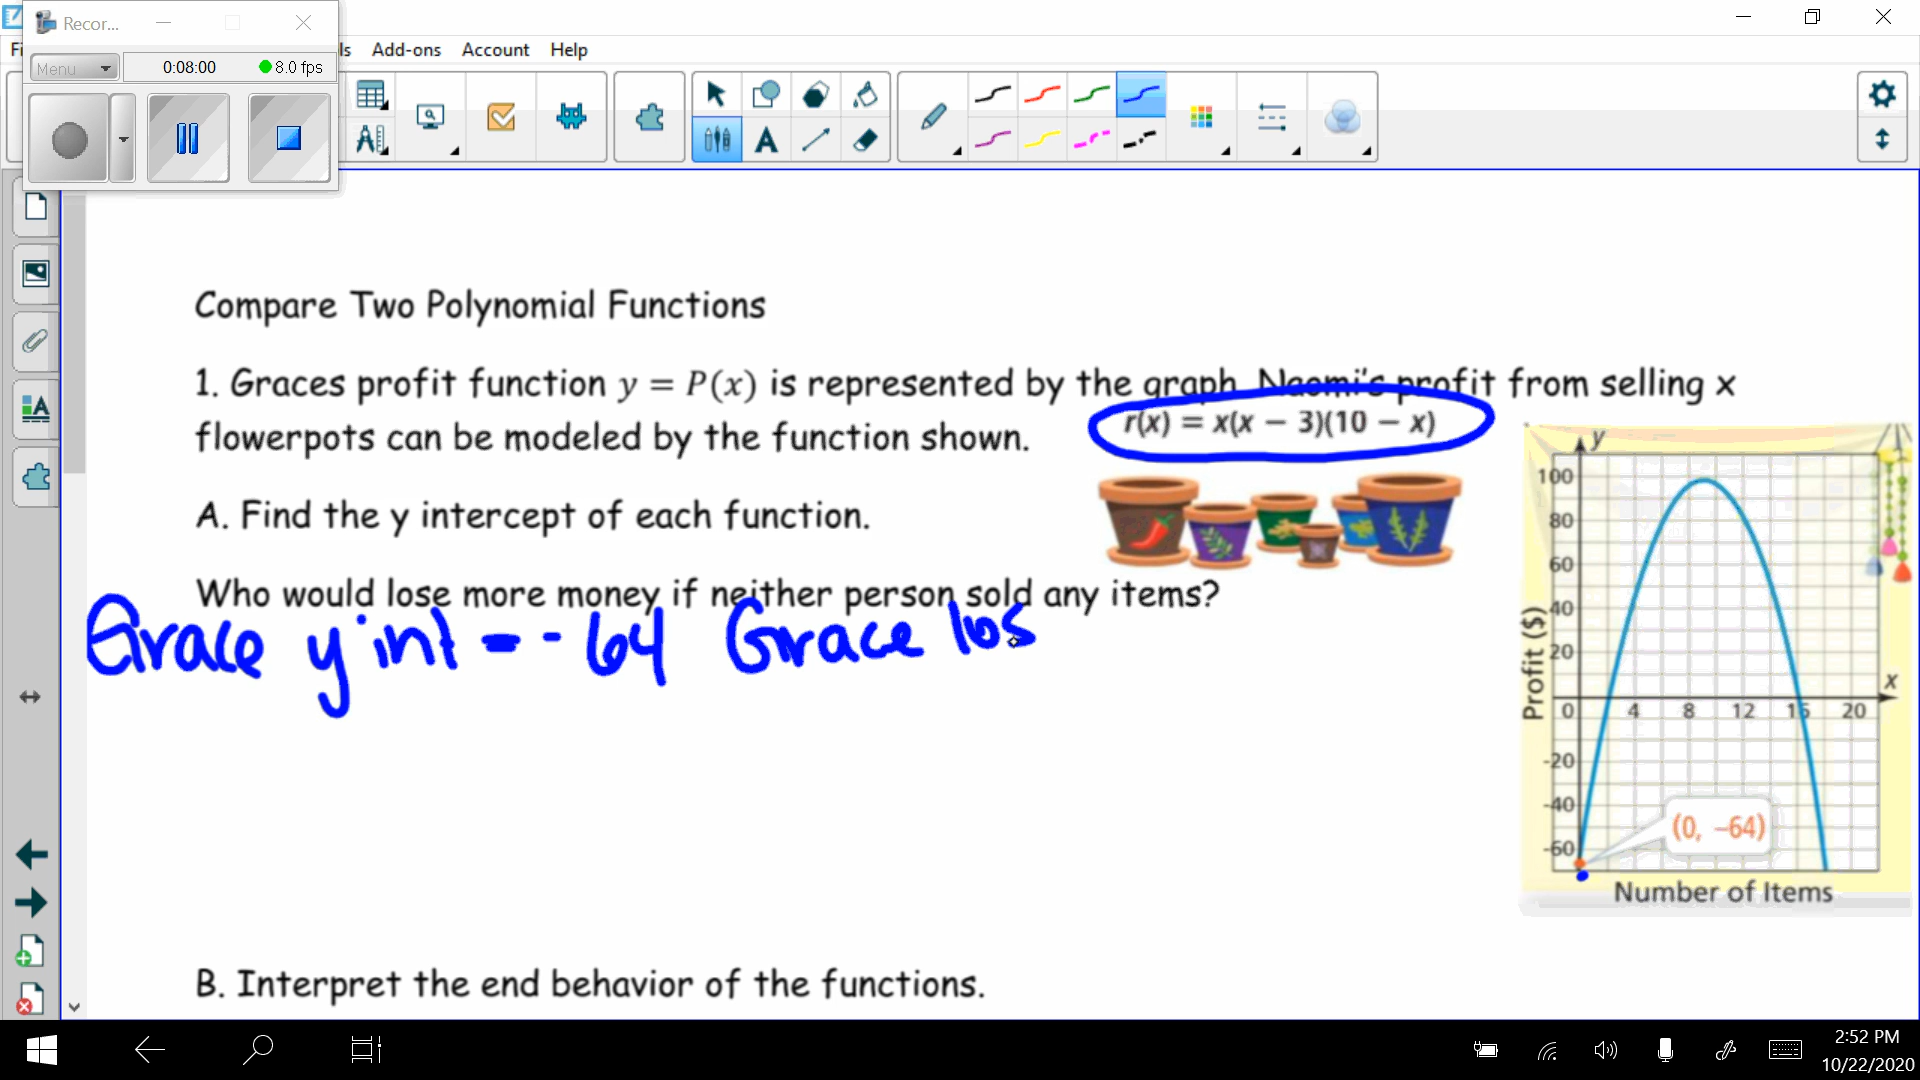 Recor...
Menu 0:08:00 8.0 fps
Add-ons Account Help
Compare Two Polynomial Functions
1. Graces profit function y = P(x) is represented by the graph. Naomi's profit from selling x
flowerpots can be modeled by the function shown.
r(x) = x(x − 3)(10 − x)
A. Find the y intercept of each function.
Who would lose more money if neither person sold any items?
Grace y int = -64 Grace los
B. Interpret the end behavior of the functions.
y
100
80
60
40
20
0 4 8 12 16 20
x
-20
-40
-60
(0, −64)
Profit ($)
Number of Items
2:52 PM
10/22/2020